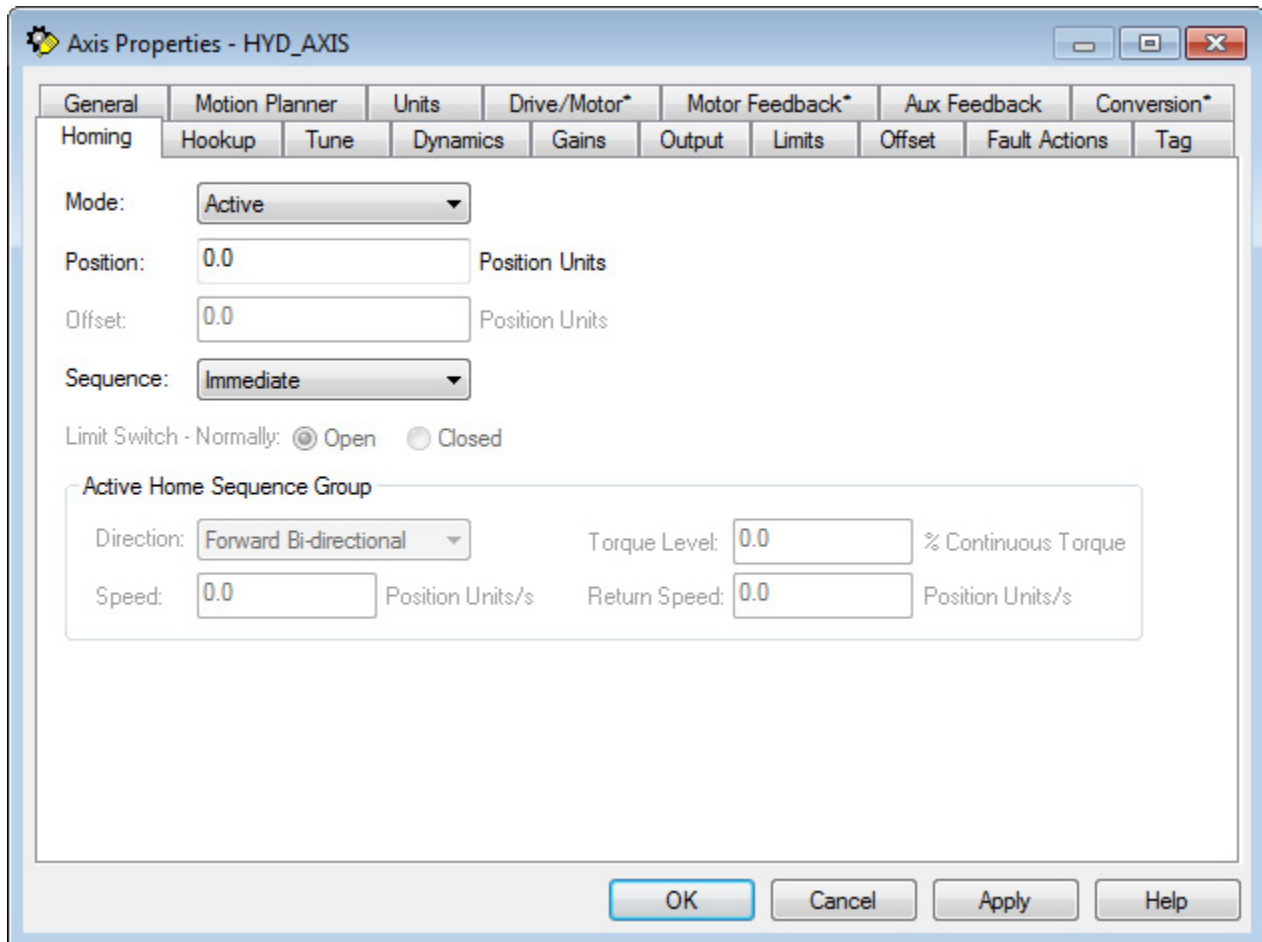 Axis Properties - HYD_AXIS
General Motion Planner Units Drive/Motor* Motor Feedback* Aux Feedback Conversion*
Homing Hookup Tune Dynamics Gains Output Limits Offset Fault Actions Tag
Mode: Active
Position: 0.0 Position Units
Offset: 0.0 Position Units
Sequence: Immediate
Limit Switch - Normally: Open Closed
Active Home Sequence Group
Direction: Forward Bi-directional Torque Level: 0.0 % Continuous Torque
Speed: 0.0 Position Units/s Return Speed: 0.0 Position Units/s
OK Cancel Apply Help